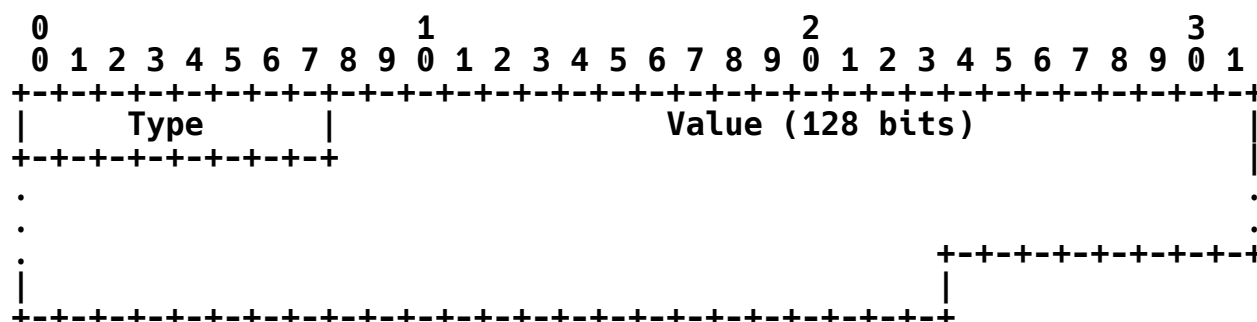 0                   1                   2                   3
 0 1 2 3 4 5 6 7 8 9 0 1 2 3 4 5 6 7 8 9 0 1 2 3 4 5 6 7 8 9 0 1
+-+-+-+-+-+-+-+-+-+-+-+-+-+-+-+-+-+-+-+-+-+-+-+-+-+-+-+-+-+-+-+-+
|     Type      |                 Value (128 bits)              |
+-+-+-+-+-+-+-+-+                                               |
.                                                               .
.                                                               .
.                                               +-+-+-+-+-+-+-+-+
|                                               |
+-+-+-+-+-+-+-+-+-+-+-+-+-+-+-+-+-+-+-+-+-+-+-+-+